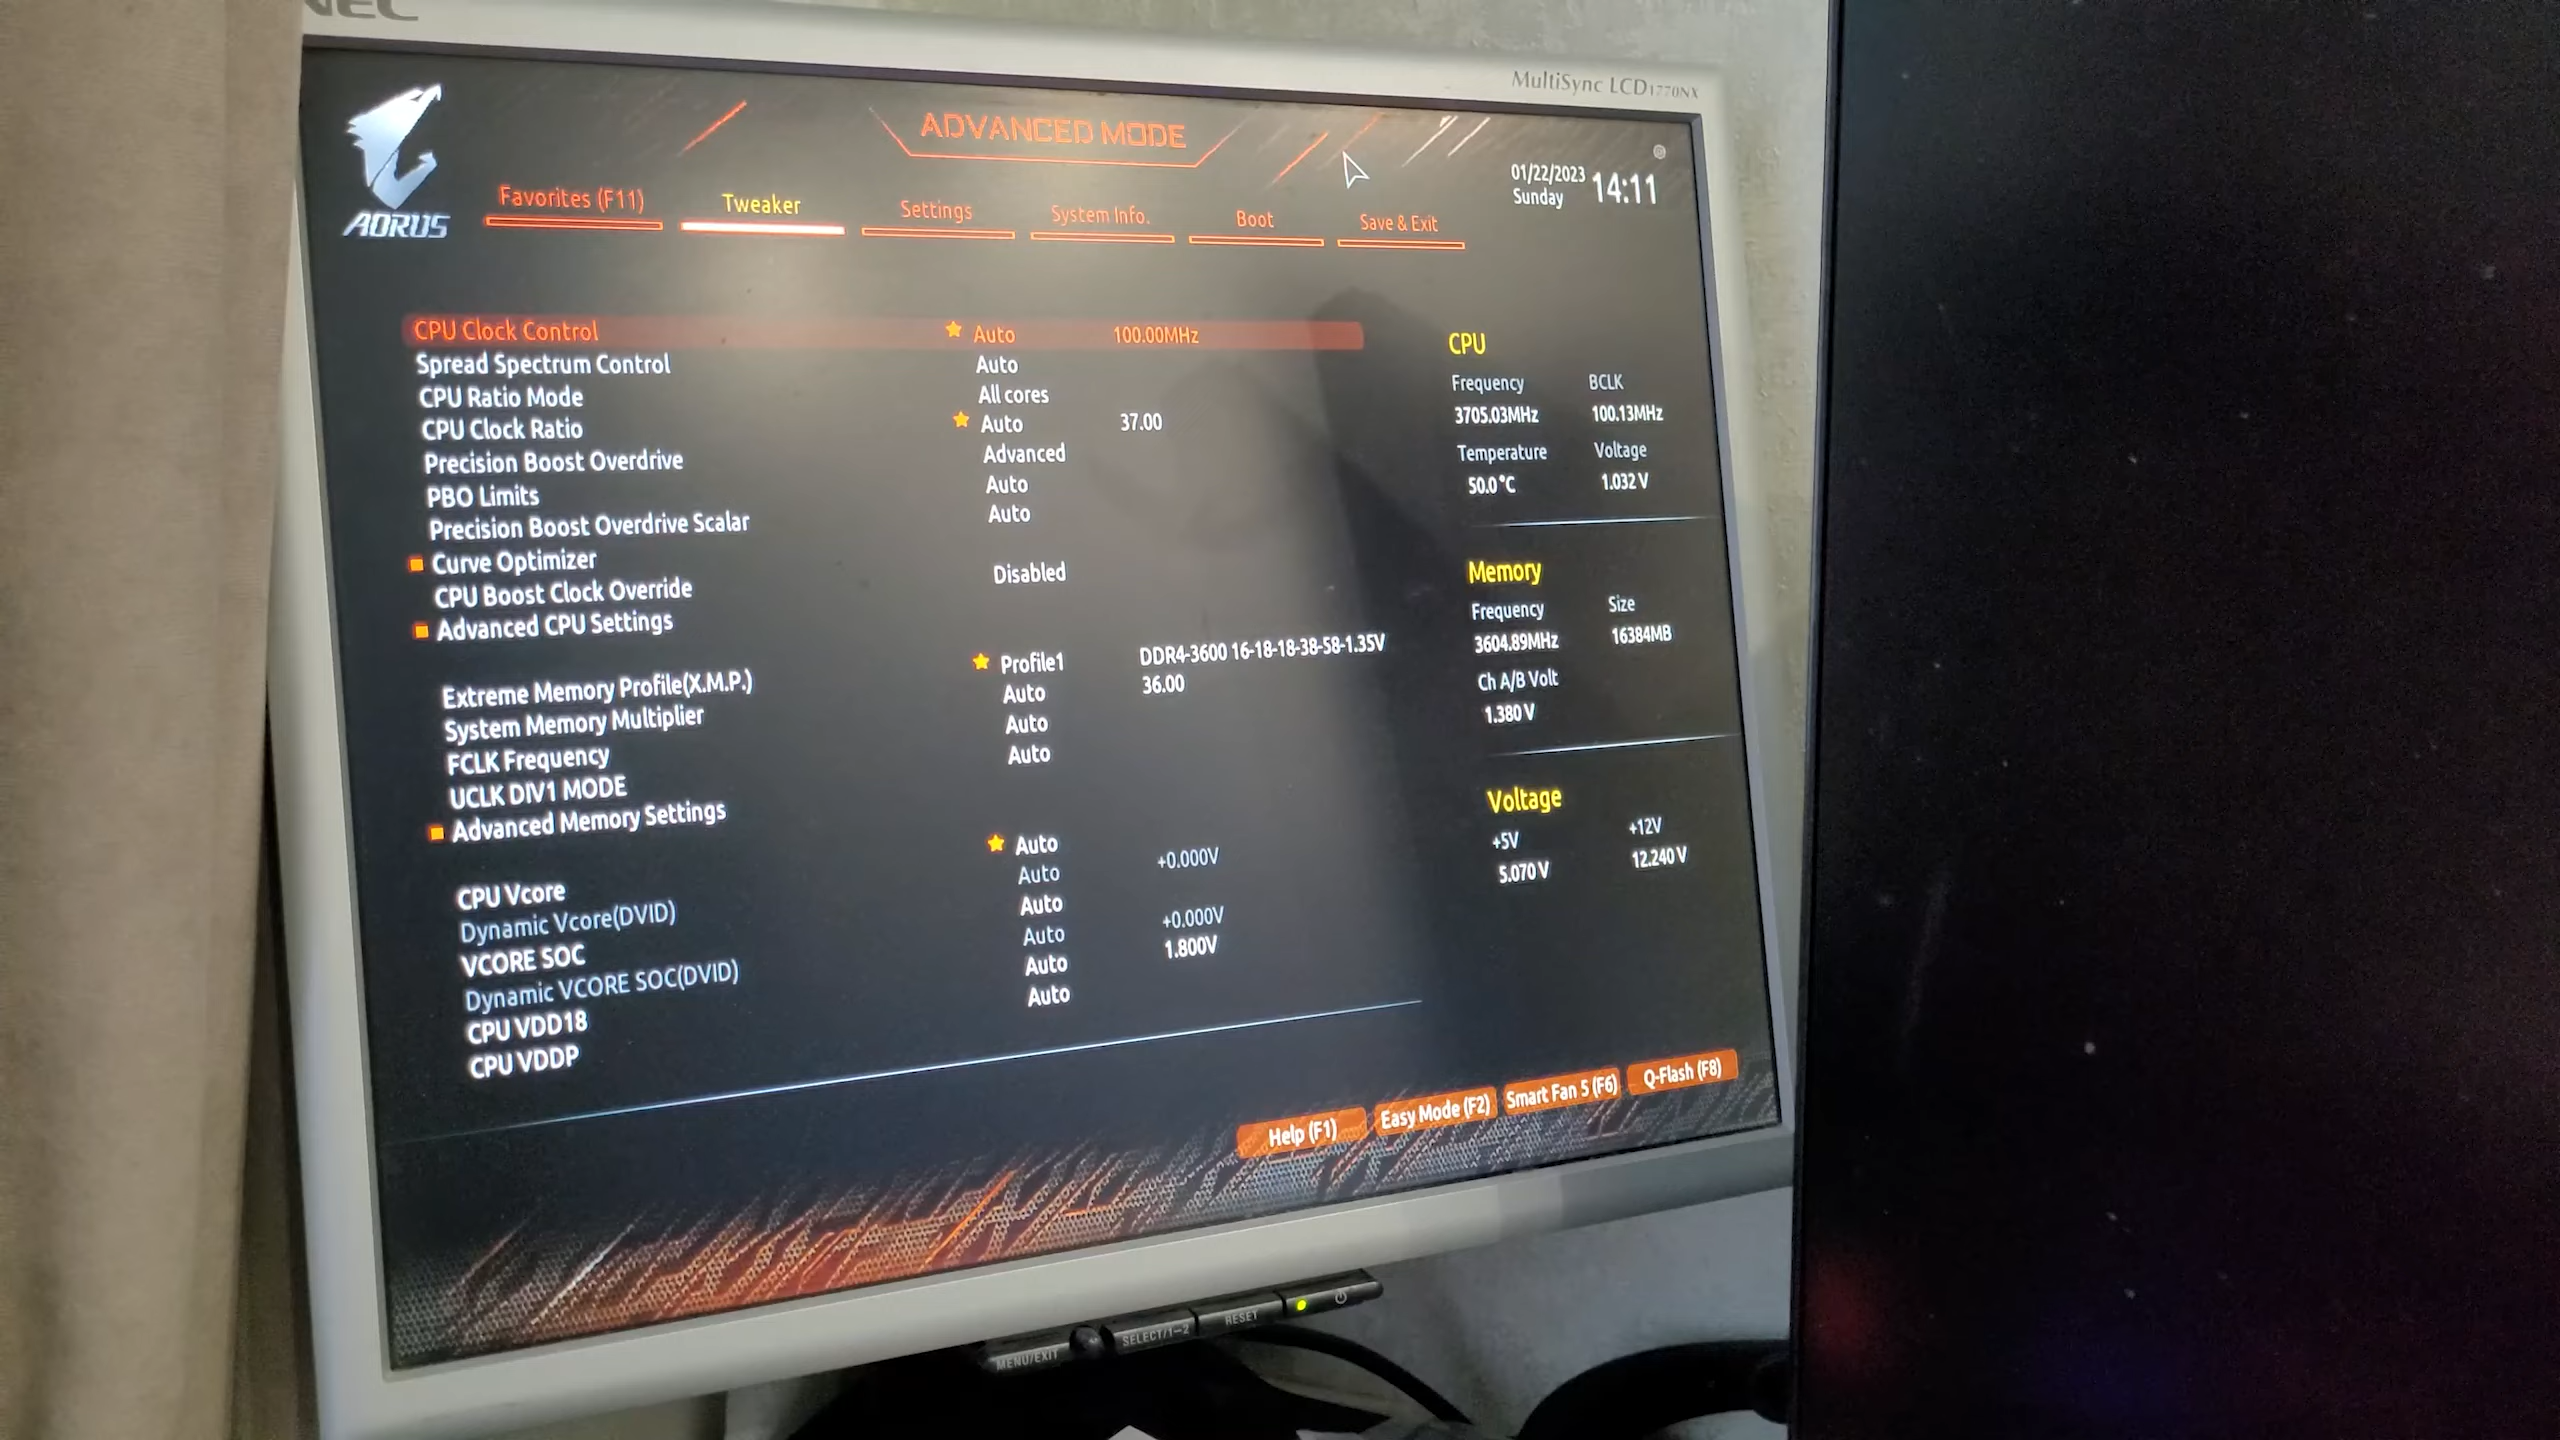 NEC
MultiSync LCD1770NX
ADVANCED MODE
AORUS
Favorites (F11) Tweaker Settings System Info. Boot Save & Exit
01/22/2023 14:11
Sunday
CPU Clock Control Auto 100.00MHz
Spread Spectrum Control Auto
CPU Ratio Mode All cores
CPU Clock Ratio Auto 37.00
Precision Boost Overdrive Advanced
PBO Limits Auto
Precision Boost Overdrive Scalar Auto
Curve Optimizer
CPU Boost Clock Override Disabled
Advanced CPU Settings
Extreme Memory Profile(X.M.P.) Profile1 DDR4-3600 16-18-18-38-58-1.35V
System Memory Multiplier Auto 36.00
FCLK Frequency Auto
UCLK DIV1 MODE Auto
Advanced Memory Settings
CPU Vcore Auto
Dynamic Vcore(DVID) Auto +0.000V
VCORE SOC Auto
Dynamic VCORE SOC(DVID) Auto +0.000V
CPU VDD18 Auto 1.800V
CPU VDDP Auto
CPU
Frequency BCLK
3705.03MHz 100.13MHz
Temperature Voltage
50.0 °C 1.032 V
Memory
Frequency Size
3604.89MHz 16384MB
Ch A/B Volt
1.380 V
Voltage
+5V +12V
5.070 V 12.240 V
Help (F1) Easy Mode (F2) Smart Fan 5 (F6) Q-Flash (F8)
MENU/EXIT SELECT/1-2 RESET